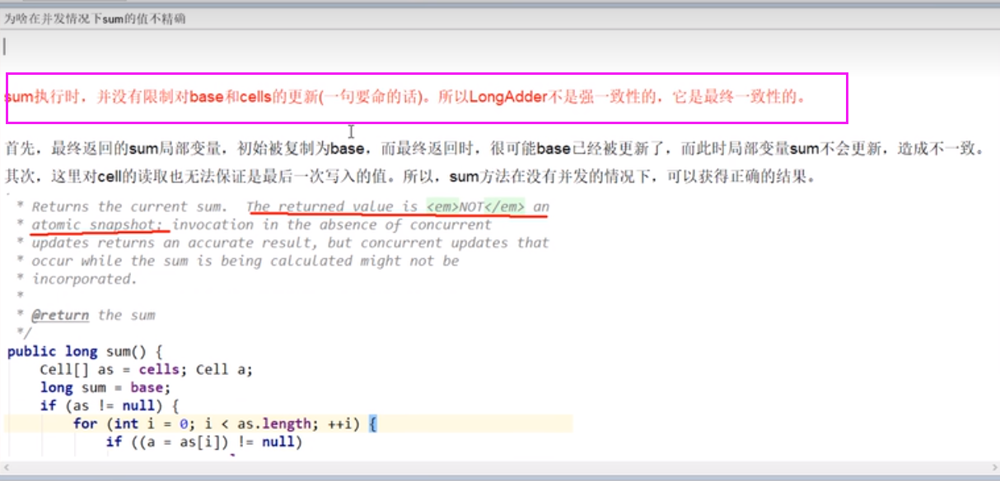 为啥在并发情况下sum的值不精确
sum执行时，并没有限制对base和cells的更新(一句要命的话)。所以LongAdder不是强一致性的，它是最终一致性的。
首先，最终返回的sum局部变量，初始被复制为base，而最终返回时，很可能base已经被更新了，而此时局部变量sum不会更新，造成不一致。
其次，这里对cell的读取也无法保证是最后一次写入的值。所以，sum方法在没有并发的情况下，可以获得正确的结果。
* Returns the current sum.  The returned value is <em>NOT</em> an
* atomic snapshot; invocation in the absence of concurrent
* updates returns an accurate result, but concurrent updates that
* occur while the sum is being calculated might not be
* incorporated.
*
* @return the sum
*/
public long sum() {
    Cell[] as = cells; Cell a;
    long sum = base;
    if (as != null) {
        for (int i = 0; i < as.length; ++i) {
            if ((a = as[i]) != null)